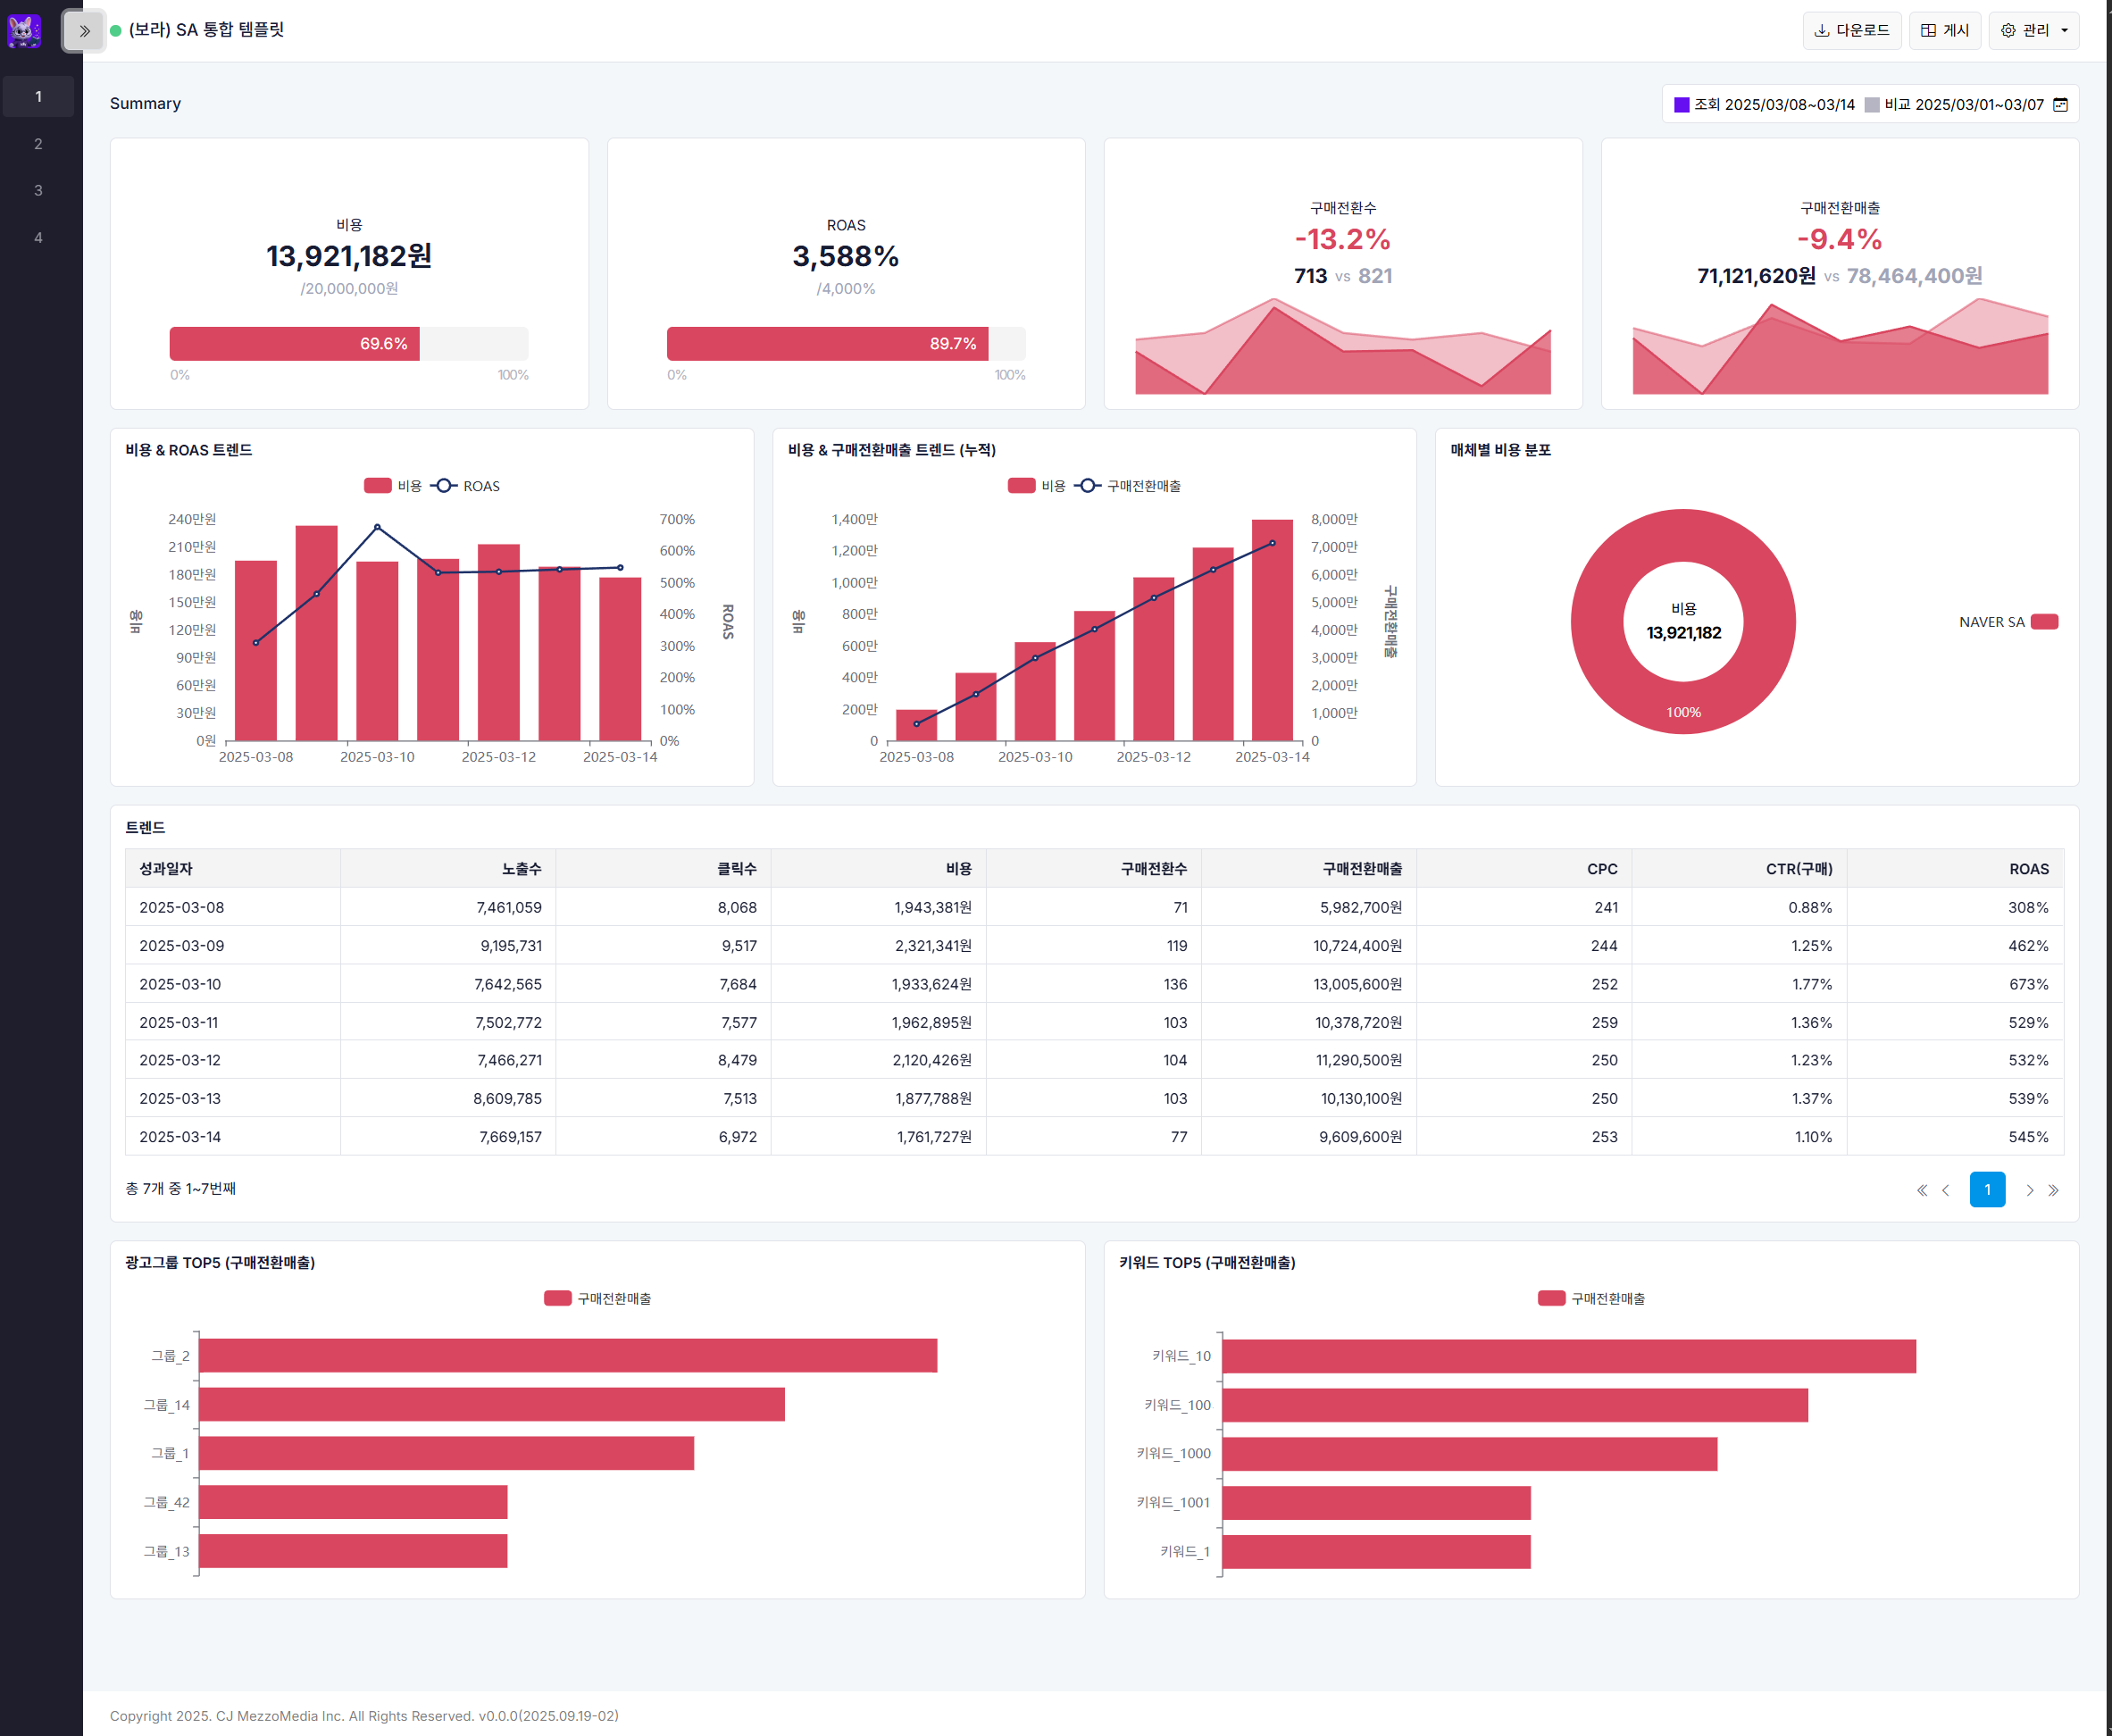 (보라) SA 통합 템플릿
다운로드
게시
관리
1
2
3
4
Summary
조회 2025/03/08~03/14 비교 2025/03/01~03/07
비용
13,921,182원
/20,000,000원
69.6%
0% 100%
ROAS
3,588%
/4,000%
89.7%
0% 100%
구매전환수
-13.2%
713 vs 821
구매전환매출
-9.4%
71,121,620원 vs 78,464,400원
비용 & ROAS 트렌드
비용 ROAS
240만원
210만원
180만원
150만원
120만원
90만원
60만원
30만원
0원
비용
700%
600%
500%
400%
300%
200%
100%
0%
ROAS
2025-03-08 2025-03-10 2025-03-12 2025-03-14
비용 & 구매전환매출 트렌드 (누적)
비용 구매전환매출
1,400만
1,200만
1,000만
800만
600만
400만
200만
0
비용
8,000만
7,000만
6,000만
5,000만
4,000만
3,000만
2,000만
1,000만
0
구매전환매출
2025-03-08 2025-03-10 2025-03-12 2025-03-14
매체별 비용 분포
비용
13,921,182
100%
NAVER SA
트렌드
성과일자 노출수 클릭수 비용 구매전환수 구매전환매출 CPC CTR(구매) ROAS
2025-03-08 7,461,059 8,068 1,943,381원 71 5,982,700원 241 0.88% 308%
2025-03-09 9,195,731 9,517 2,321,341원 119 10,724,400원 244 1.25% 462%
2025-03-10 7,642,565 7,684 1,933,624원 136 13,005,600원 252 1.77% 673%
2025-03-11 7,502,772 7,577 1,962,895원 103 10,378,720원 259 1.36% 529%
2025-03-12 7,466,271 8,479 2,120,426원 104 11,290,500원 250 1.23% 532%
2025-03-13 8,609,785 7,513 1,877,788원 103 10,130,100원 250 1.37% 539%
2025-03-14 7,669,157 6,972 1,761,727원 77 9,609,600원 253 1.10% 545%
총 7개 중 1~7번째
1
광고그룹 TOP5 (구매전환매출)
구매전환매출
그룹_2
그룹_14
그룹_1
그룹_42
그룹_13
키워드 TOP5 (구매전환매출)
구매전환매출
키워드_10
키워드_100
키워드_1000
키워드_1001
키워드_1
Copyright 2025. CJ MezzoMedia Inc. All Rights Reserved. v0.0.0(2025.09.19-02)